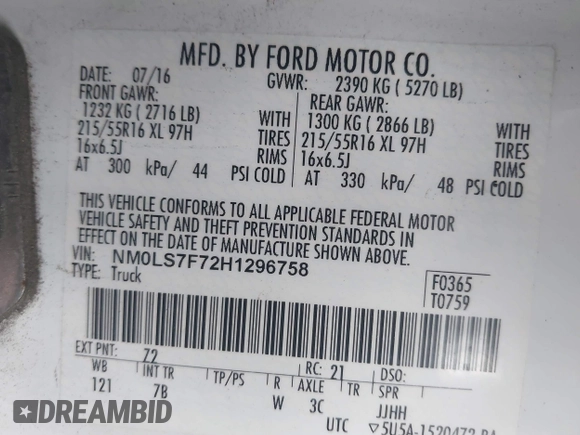 MFD. BY FORD MOTOR CO.
DATE: 07/16 GVWR: 2390 KG ( 5270 LB)
FRONT GAWR: REAR GAWR:
1232 KG ( 2716 LB) WITH 1300 KG ( 2866 LB) WITH
215/55R16 XL 97H TIRES 215/55R16 XL 97H TIRES
16x6.5J RIMS 16x6.5J RIMS
AT 300 kPa/ 44 PSI COLD AT 330 kPa/ 48 PSI COLD
THIS VEHICLE CONFORMS TO ALL APPLICABLE FEDERAL MOTOR
VEHICLE SAFETY AND THEFT PREVENTION STANDARDS IN
EFFECT ON THE DATE OF MANUFACTURE SHOWN ABOVE.
VIN: NM0LS7F72H1296758
TYPE: Truck
F0365
T0759
EXT PNT: Z2 RC: 21 DSO:
WB INT TR TP/PS R AXLE TR
121 7B W 3C JJHH
UTC ▽5U5A-1520472
DREAMBID